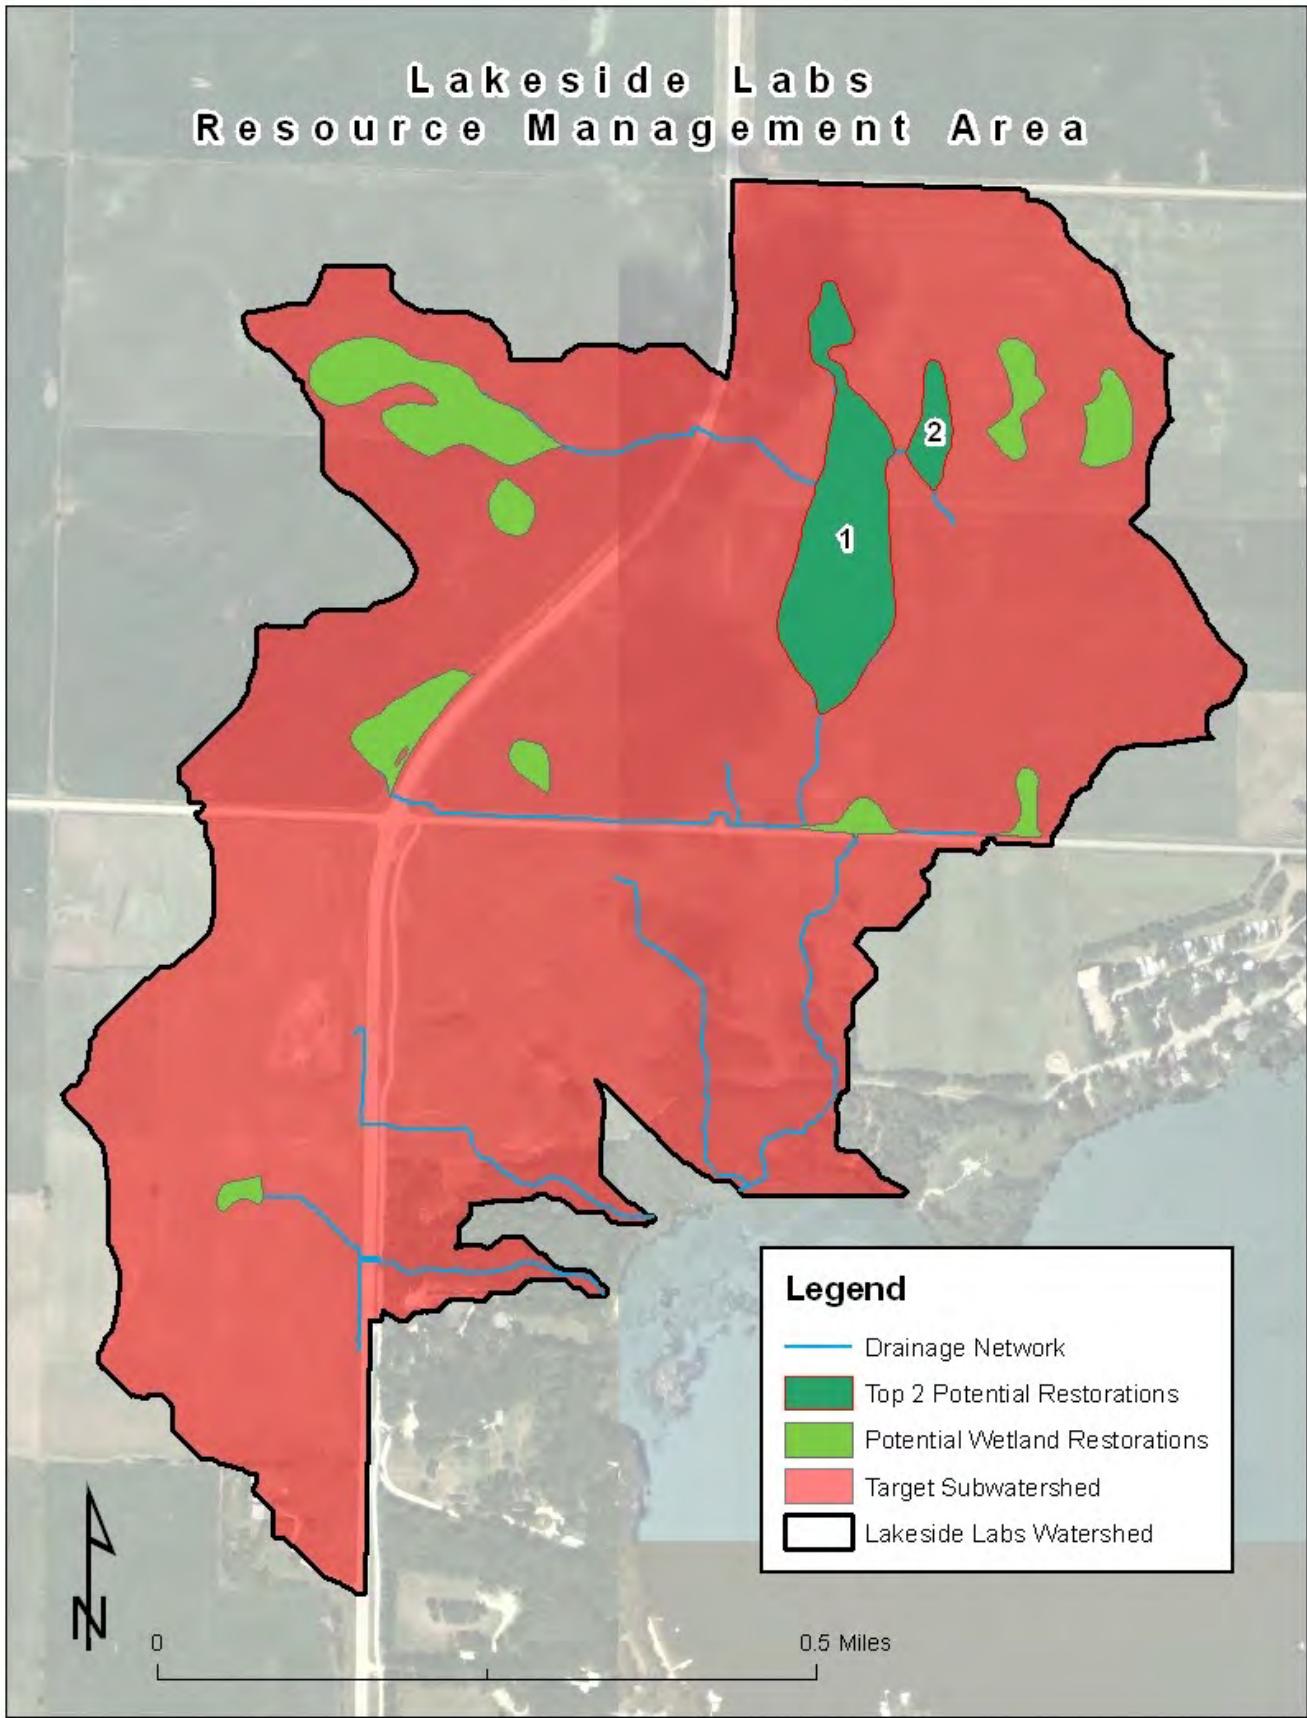 Lakeside Labs
Resource Management Area
2
1
Legend
Drainage Network
Top 2 Potential Restorations
Potential Wetland Restorations
Target Subwatershed
Lakeside Labs Watershed
N
0
0.5 Miles